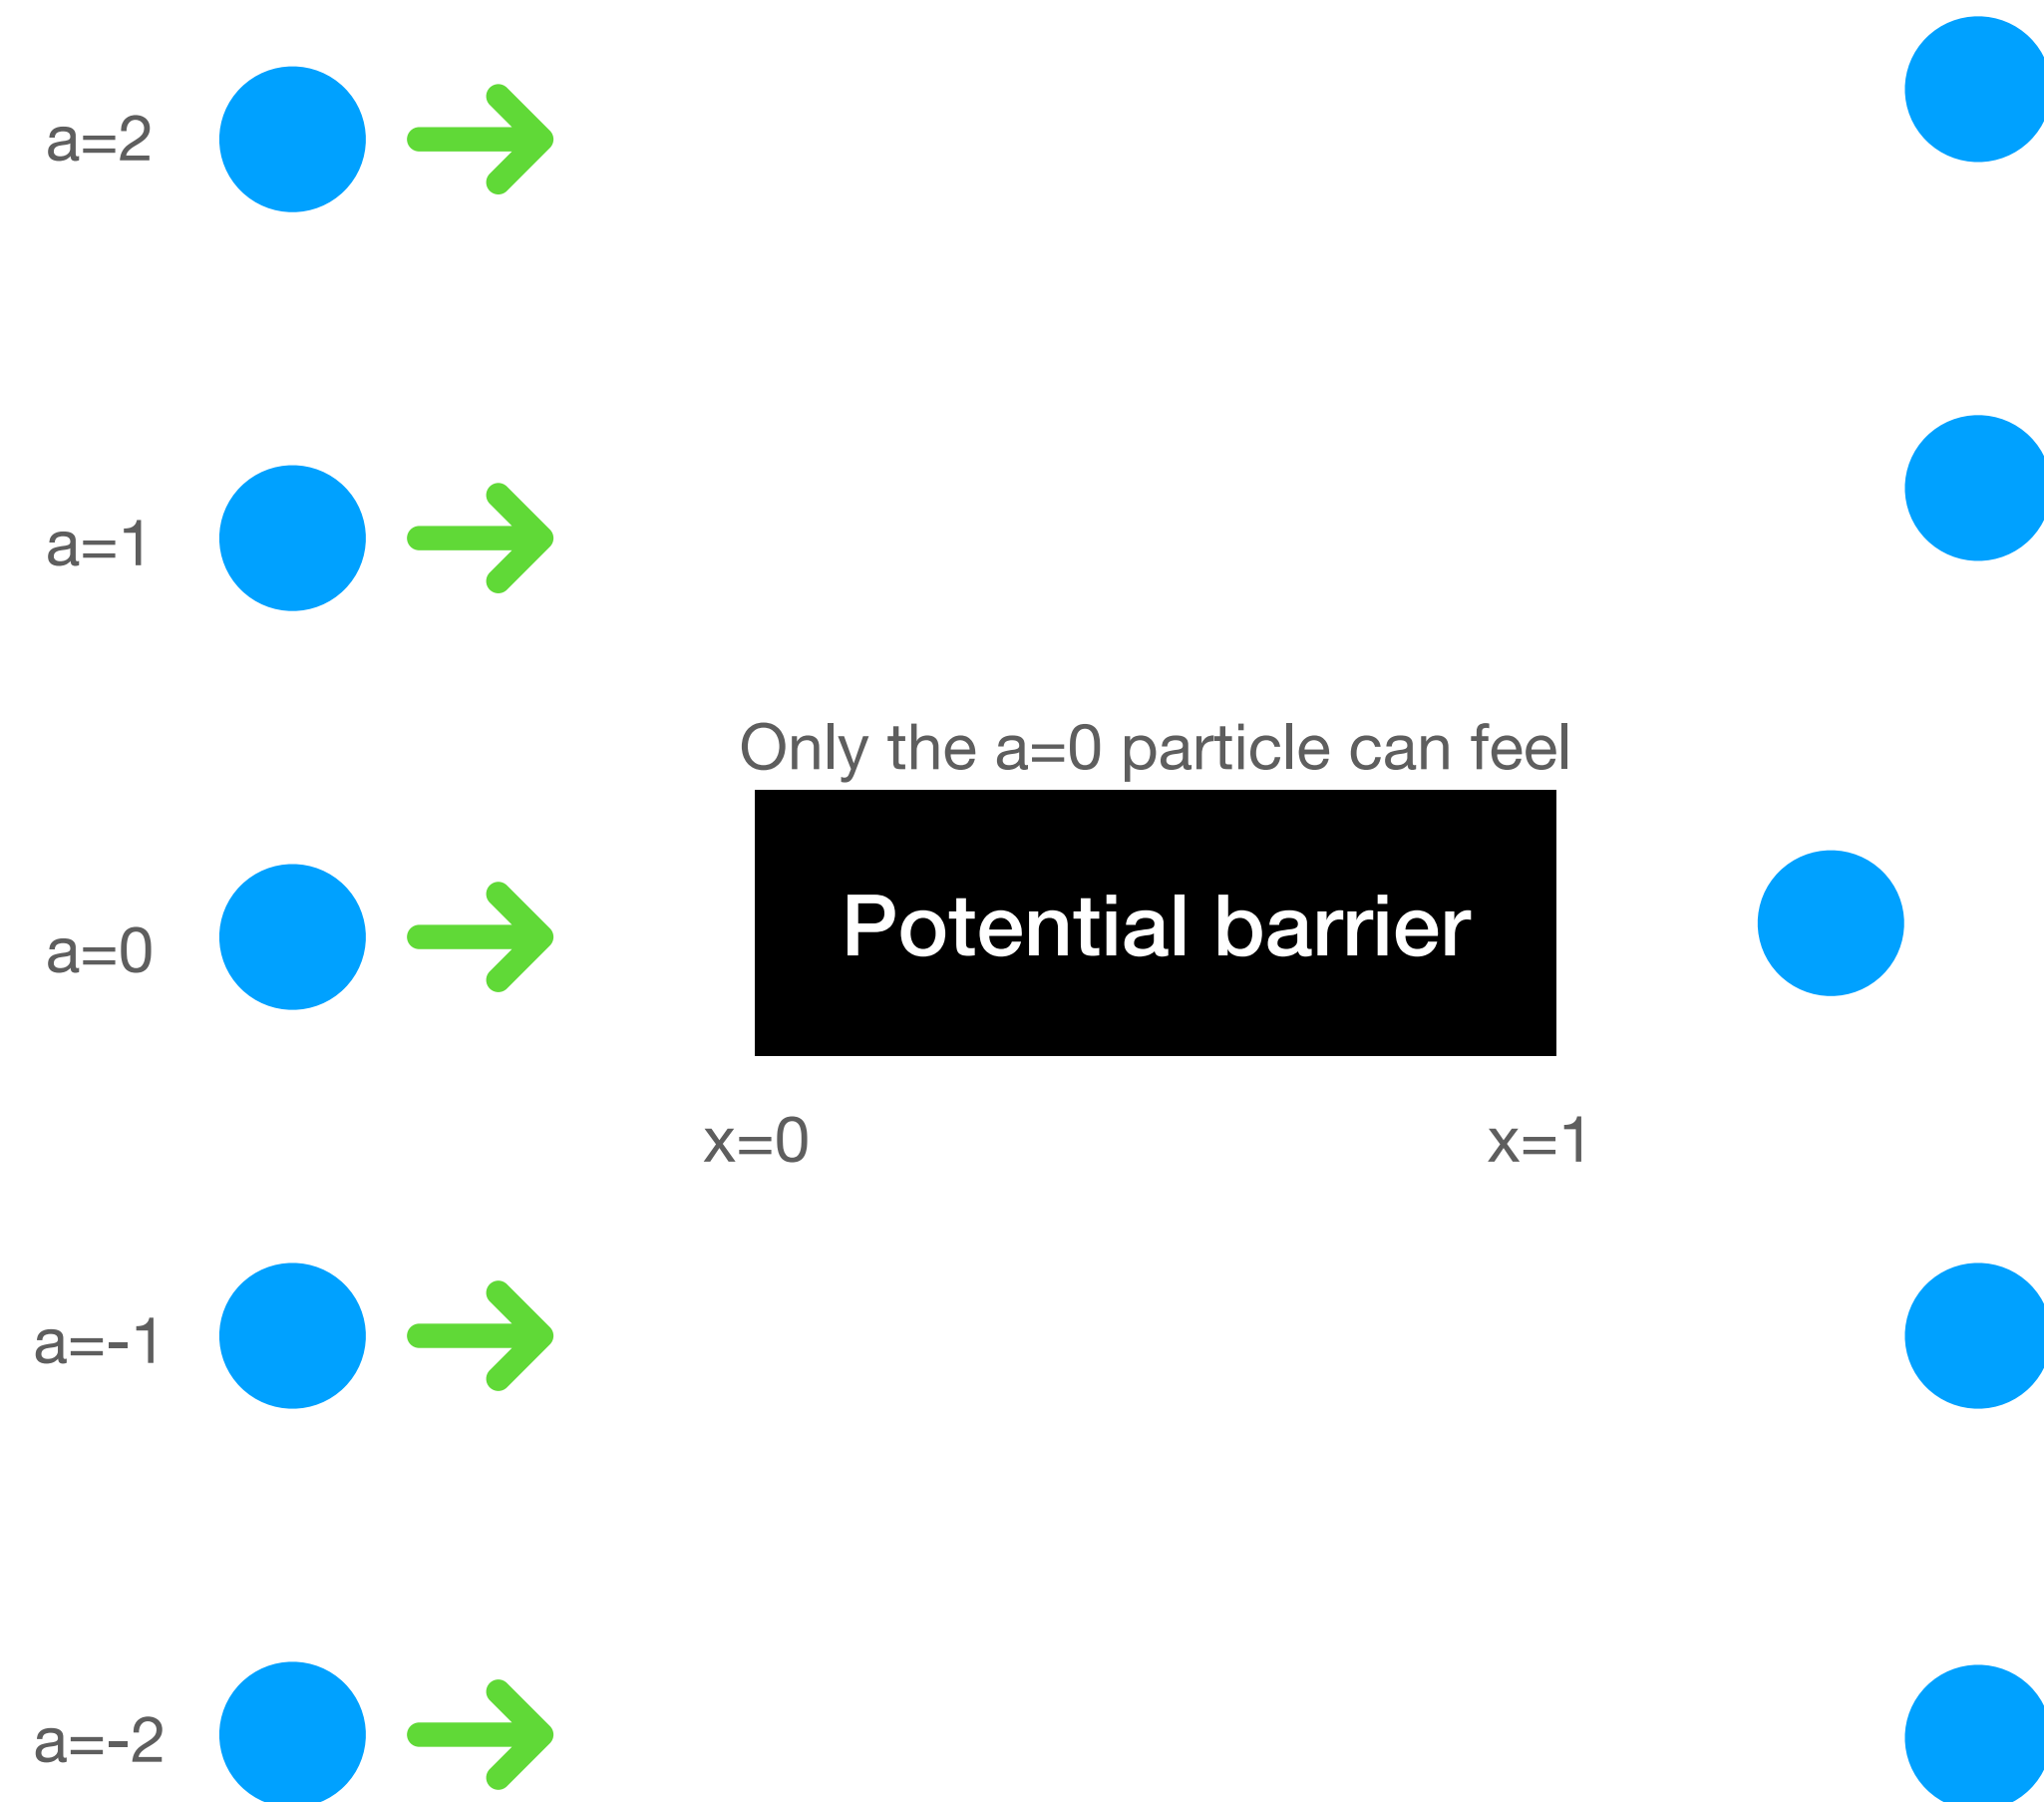 a=2
a=1
Only the a=0 particle can feel
Potential barrier
a=0
x=0
x=1
a=-1
a=-2